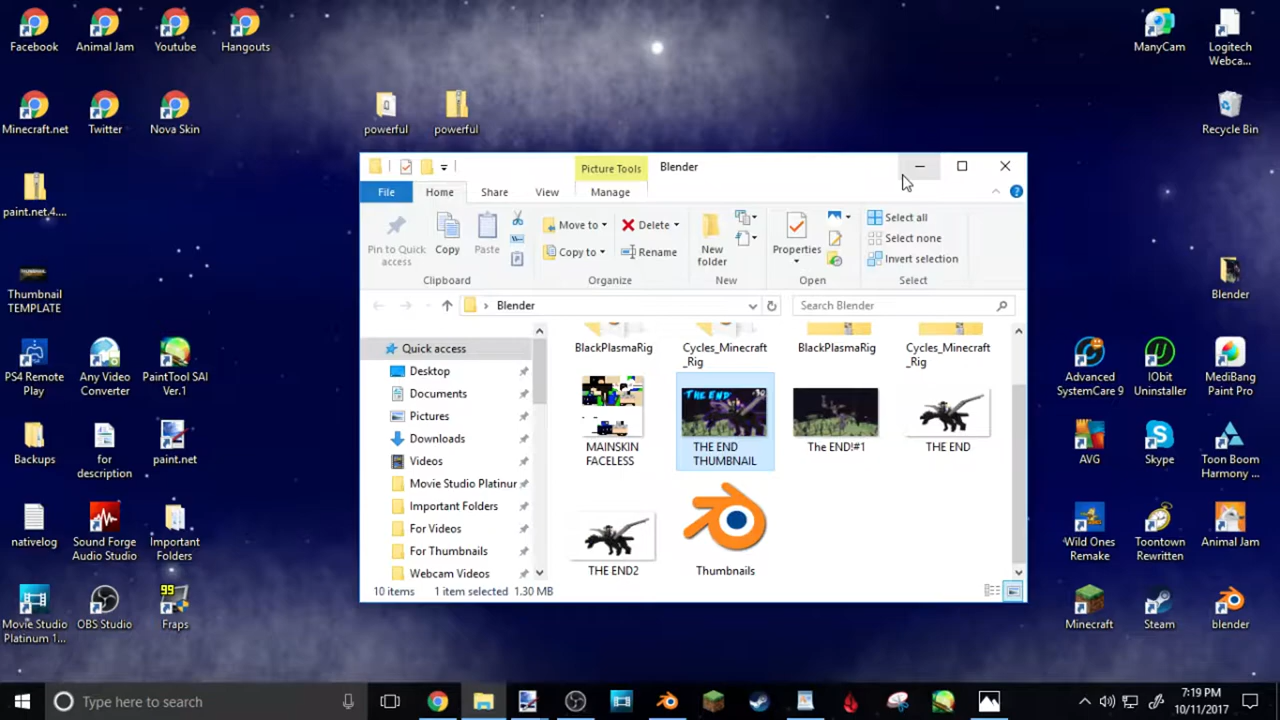 Facebook
Animal Jam
Youtube
Hangouts
ManyCam
Logitech
Webca...
Minecraft.net
Twitter
Nova Skin
powerful
powerful
Recycle Bin
paint.net.4....
Picture Tools
Blender
File
Home
Share
View
Manage
Pin to Quick
access
Copy
Paste
Clipboard
Move to
Copy to
Delete
Rename
Organize
New
folder
New
Properties
Open
Select all
Select none
Invert selection
Select
Blender
Search Blender
Thumbnail
TEMPLATE
Blender
Quick access
Desktop
Documents
Pictures
Downloads
Videos
Movie Studio Platinur
Important Folders
For Videos
For Thumbnails
Webcam Videos
BlackPlasmaRig
Cycles_Minecraft
_Rig
BlackPlasmaRig
Cycles_Minecraft
_Rig
THE END
MAINSKIN
FACELESS
THE END
THUMBNAIL
The END!#1
THE END
THE END2
Thumbnails
10 items
1 item selected 1.30 MB
PS4 Remote
Play
Any Video
Converter
PaintTool SAI
Ver.1
Advanced
SystemCare 9
IObit
Uninstaller
MediBang
Paint Pro
Backups
for
description
paint.net
AVG
Skype
Toon Boom
Harmony ...
nativelog
Sound Forge
Audio Studio
Important
Folders
Wild Ones
Remake
Toontown
Rewritten
Animal Jam
99
Movie Studio
Platinum 1...
OBS Studio
Fraps
Minecraft
Steam
blender
Type here to search
7:19 PM
10/11/2017